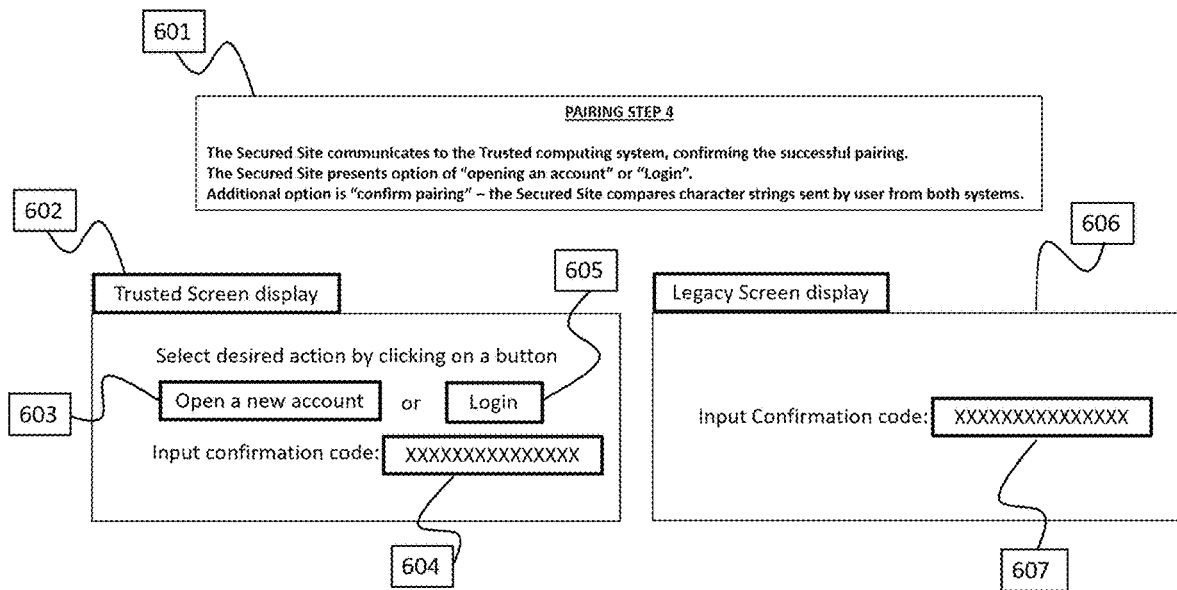 601
PAIRING STEP 4
The Secured Site communicates to the Trusted computing system, confirming the successful pairing.
The Secured Site presents option of “opening an account” or “Login”.
Additional option is “confirm pairing” – the Secured Site compares character strings sent by user from both systems.
602
605
606
Trusted Screen display
Legacy Screen display
Select desired action by clicking on a button
603
Open a new account or Login
Input confirmation code: XXXXXXXXXXXXXXX
Input Confirmation code: XXXXXXXXXXXXXXX
604
607